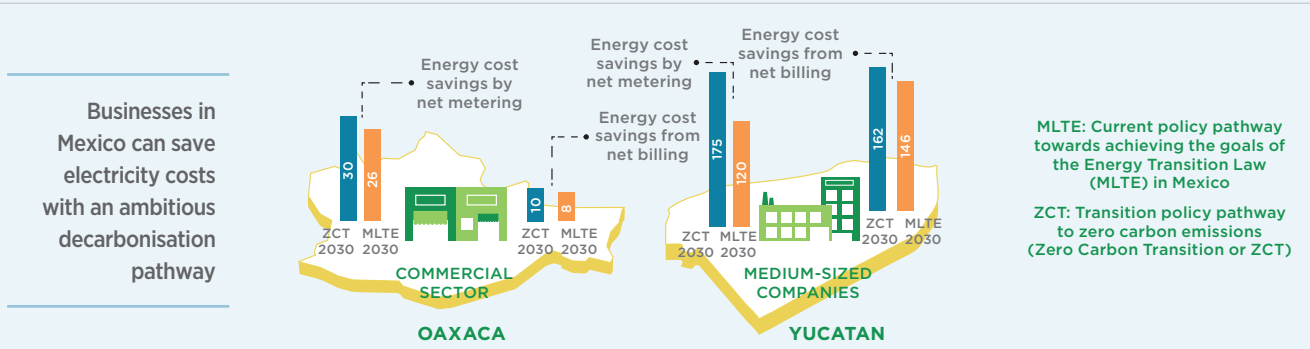 Businesses in
Mexico can save
electricity costs
with an ambitious
decarbonisation
pathway
Energy cost
savings by
net metering
30
26
ZCT
2030
MLTE
2030
Energy cost
savings from
net billing
10
8
ZCT
2030
MLTE
2030
COMMERCIAL
SECTOR
OAXACA
Energy cost
savings by
net metering
175
120
ZCT
2030
MLTE
2030
Energy cost
savings from
net billing
162
146
ZCT
2030
MLTE
2030
MEDIUM-SIZED
COMPANIES
YUCATAN
MLTE: Current policy pathway
towards achieving the goals of
the Energy Transition Law
(MLTE) in Mexico
ZCT: Transition policy pathway
to zero carbon emissions
(Zero Carbon Transition or ZCT)